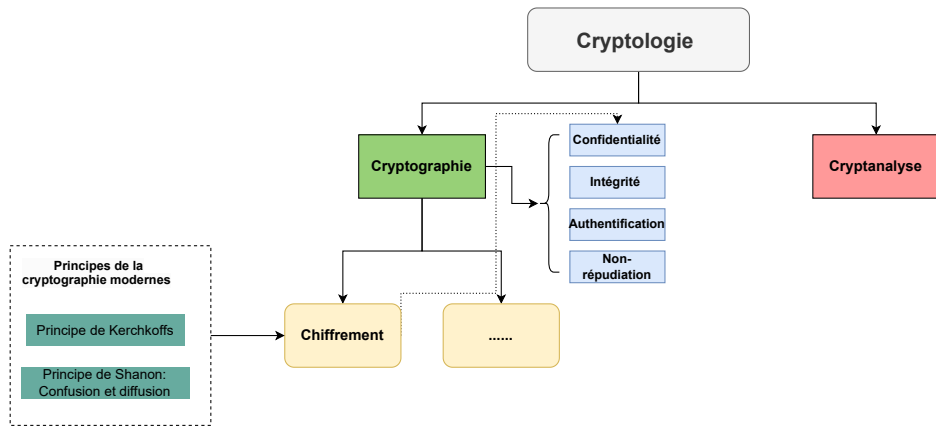 Cryptologie
Cryptographie
Confidentialité
Intégrité
Authentification
Non-
répudiation
Cryptanalyse
Principes de la
cryptographie modernes
Principe de Kerchkoffs
Principe de Shanon:
Confusion et diffusion
Chiffrement
......